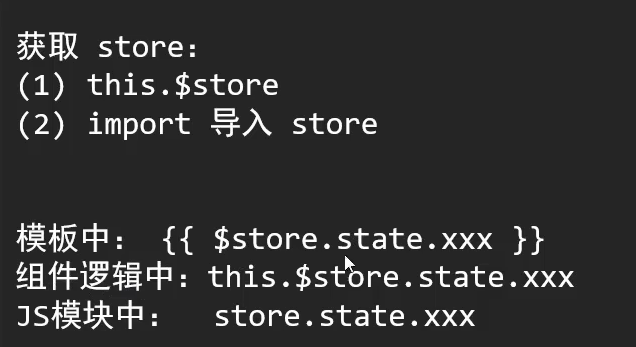 获取 store:
(1) this.$store
(2) import 导入 store
模板中: {{ $store.state.xxx }}
组件逻辑中: this.$store.state.xxx
JS模块中: store.state.xxx